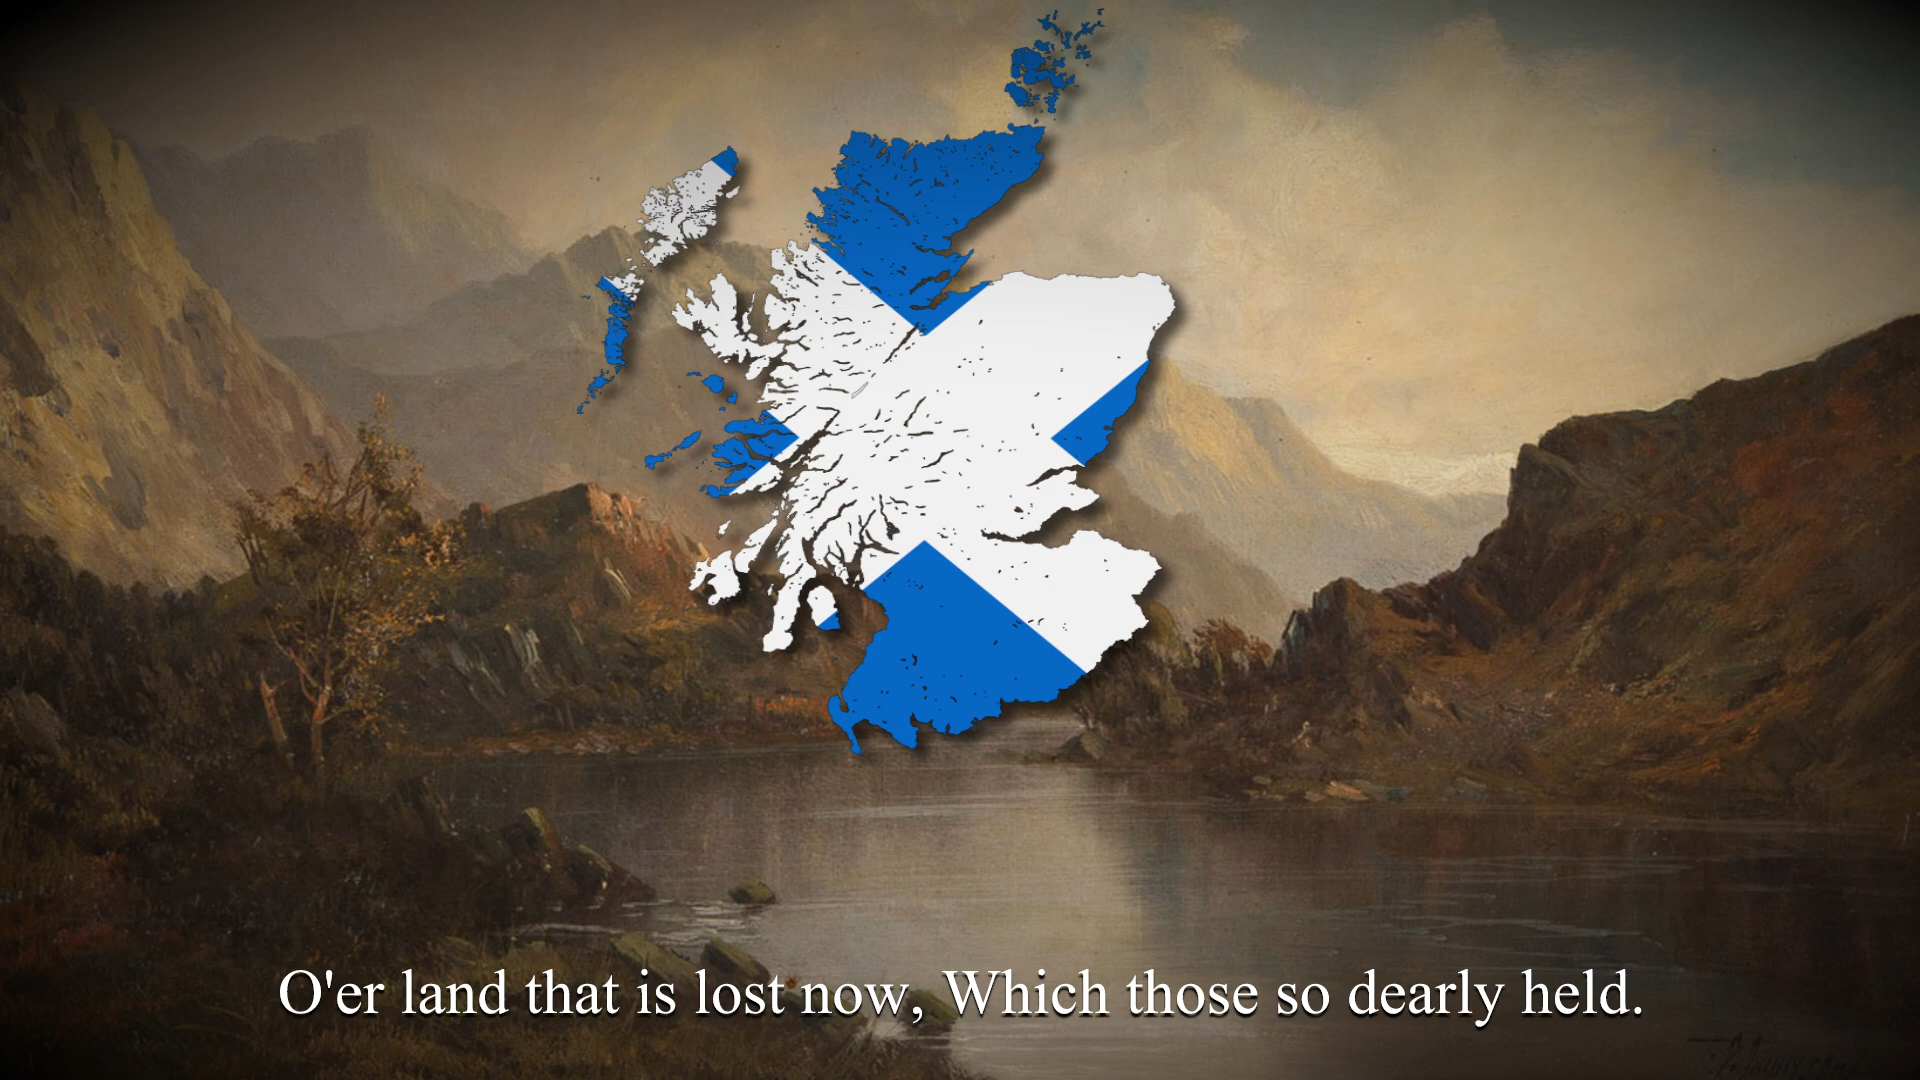 O'er land that is lost now, Which those so dearly held.